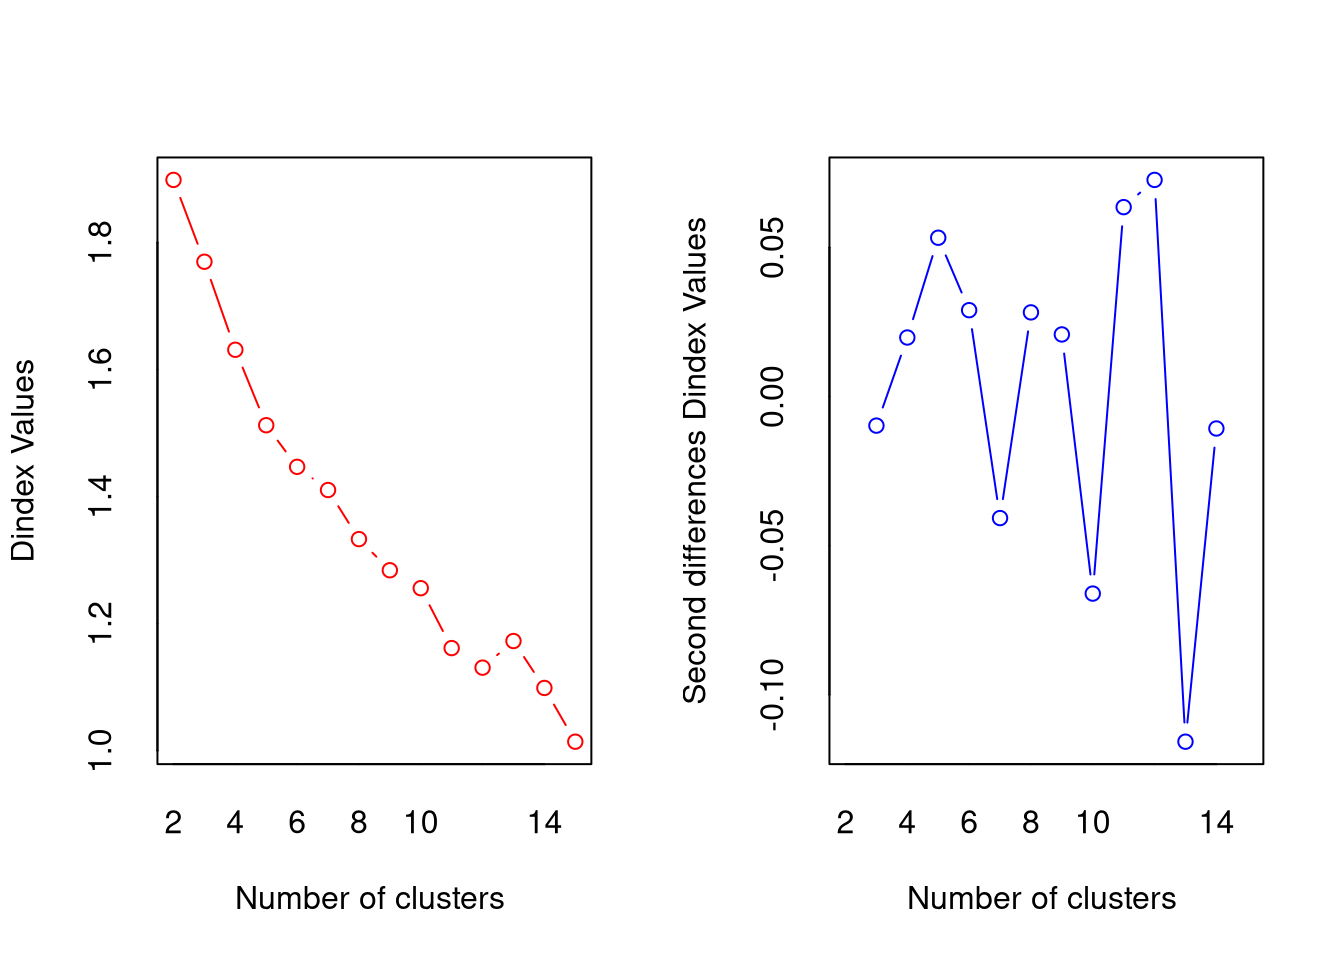 Dindex Values
1.0 1.2 1.4 1.6 1.8
2 4 6 8 10 14
Number of clusters
Second differences Dindex Values
-0.10 -0.05 0.00 0.05
2 4 6 8 10 14
Number of clusters